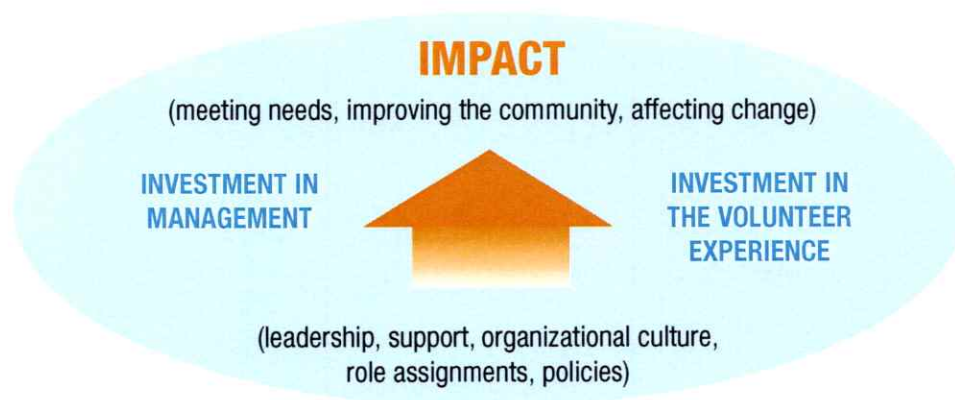 IMPACT
(meeting needs, improving the community, affecting change)
INVESTMENT IN
MANAGEMENT
INVESTMENT IN
THE VOLUNTEER
EXPERIENCE
(leadership, support, organizational culture,
role assignments, policies)